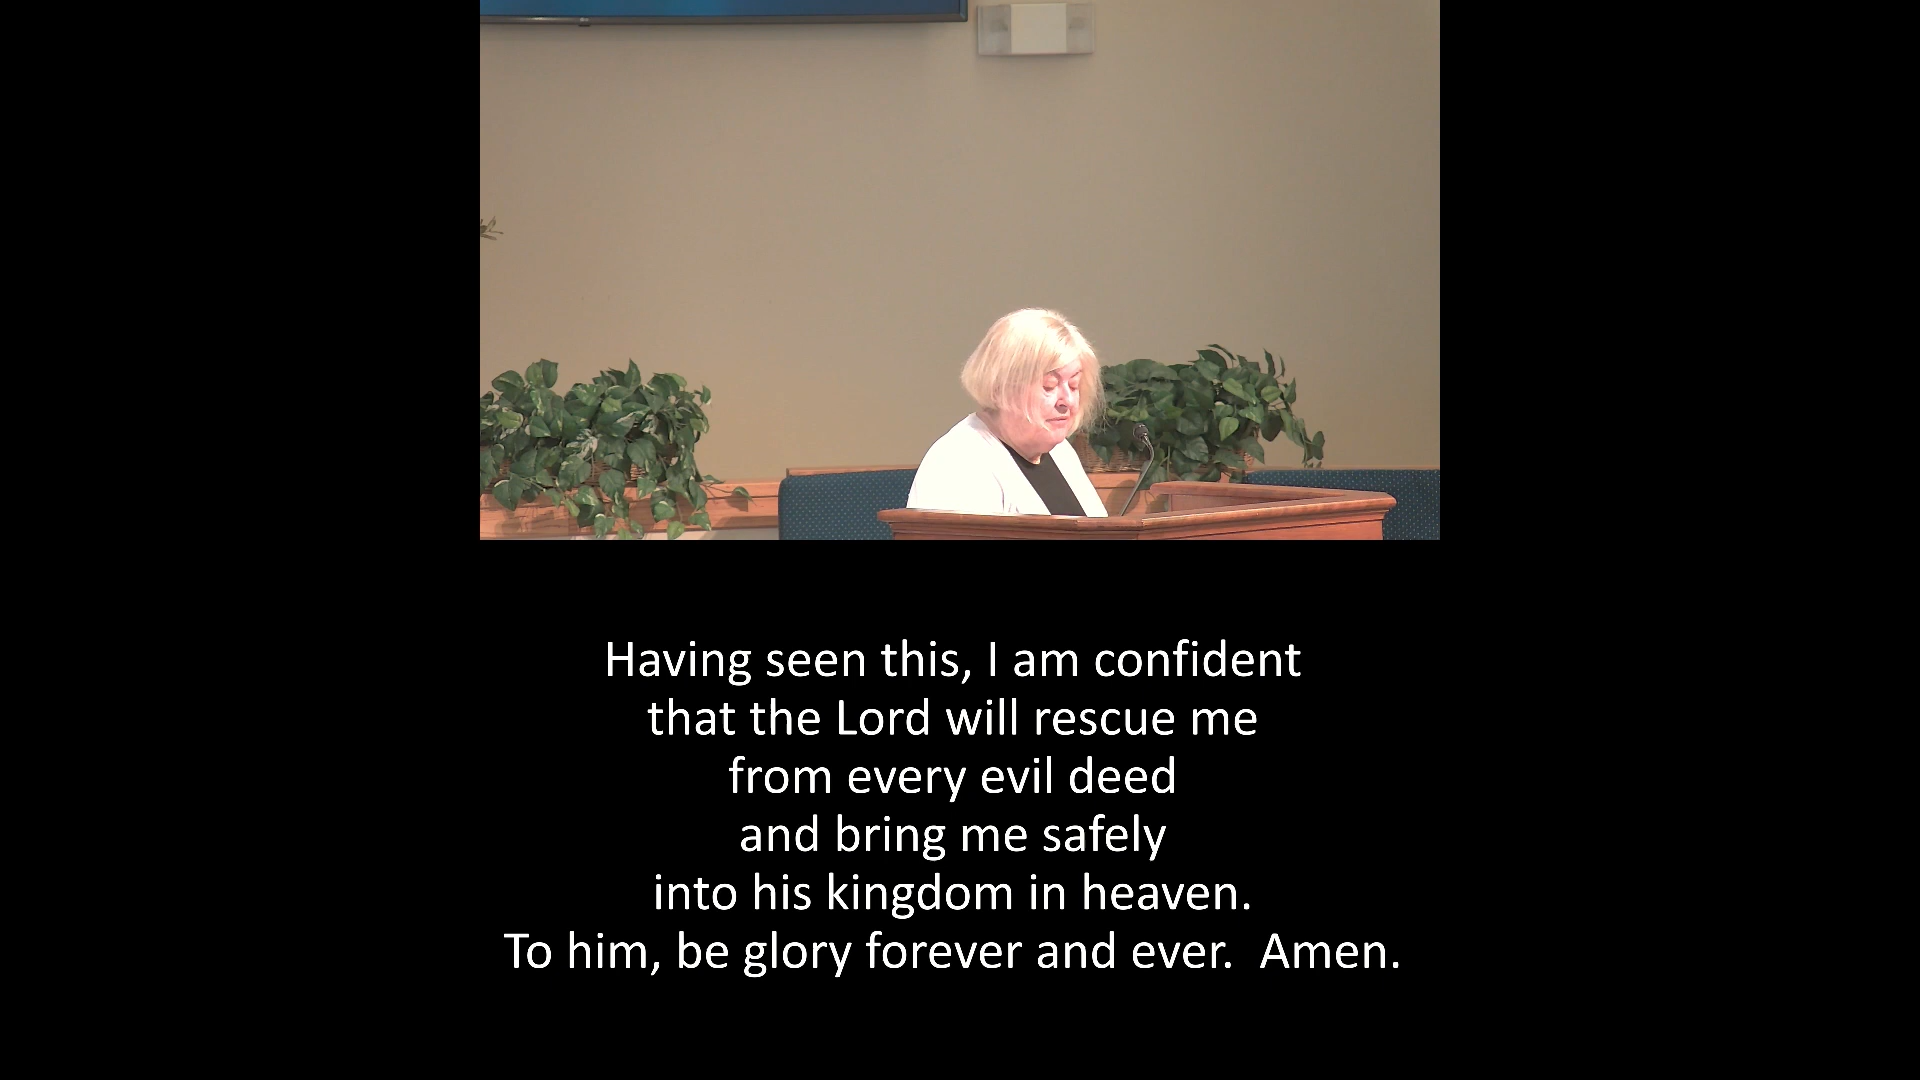 Having seen this, I am confident
that the Lord will rescue me
from every evil deed
and bring me safely
into his kingdom in heaven.
To him, be glory forever and ever.  Amen.